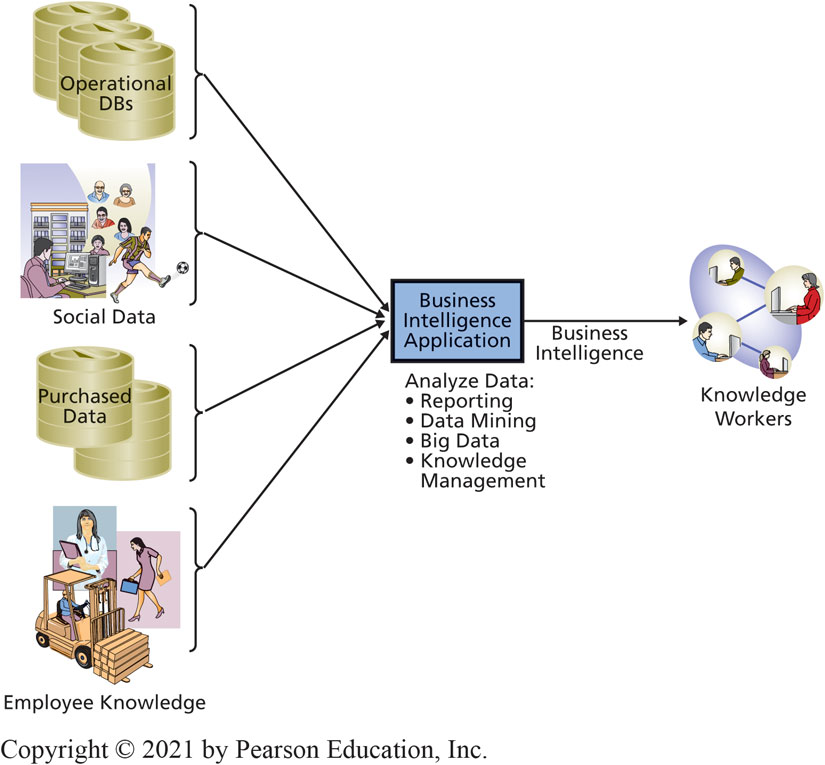 Operational
DBs
Social Data
Purchased
Data
Employee Knowledge
Business
Intelligence
Application
Analyze Data:
• Reporting
• Data Mining
• Big Data
• Knowledge
Management
Business
Intelligence
Knowledge
Workers
Copyright © 2021 by Pearson Education, Inc.